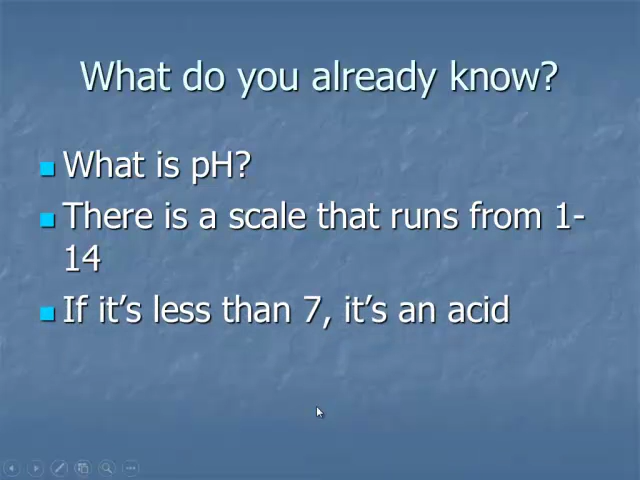 What do you already know?
What is pH?
There is a scale that runs from 1-
14
If it's less than 7, it's an acid